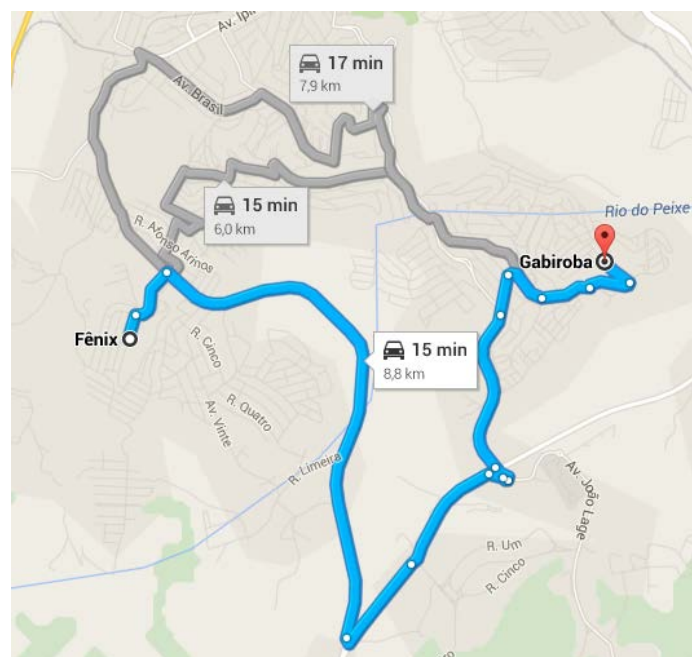 Av. Ipi
17 min
7,9 km
Av. Brasil
15 min
6,0 km
Rio do Peixe
R. Afonso Arinos
Gabiroba
Fênix
15 min
8,8 km
R. Cinco
R. Quatro
Av. Vinte
R. Limeira
Av. João Lage
R. Um
R. Cinco